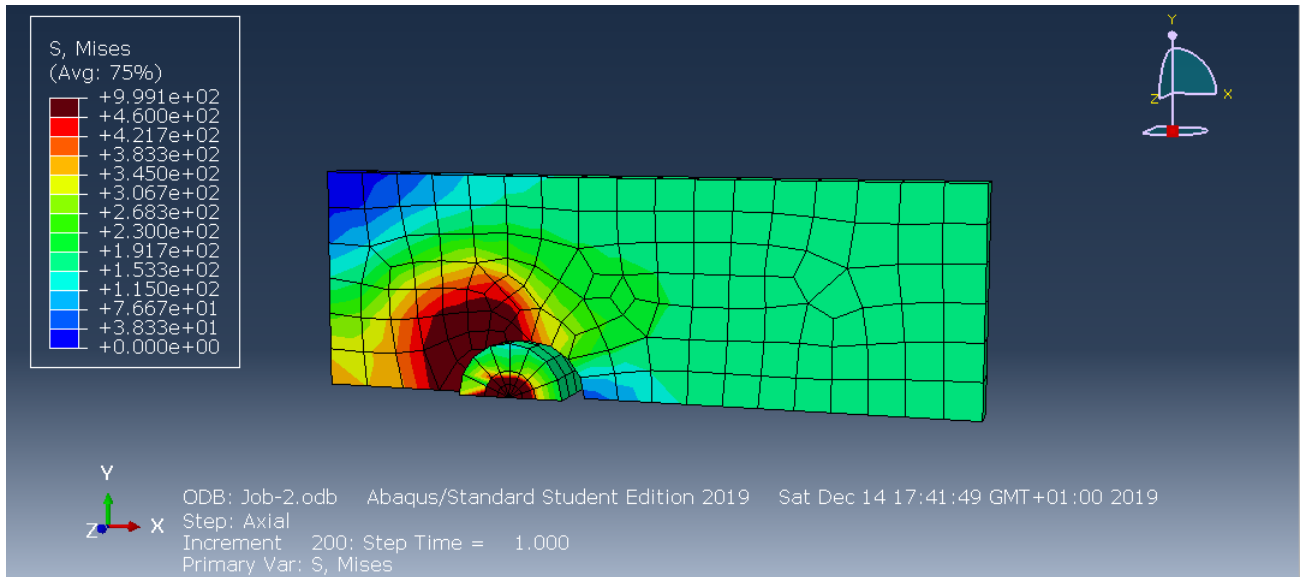 S, Mises
(Avg: 75%)
+9.991e+02
+4.600e+02
+4.217e+02
+3.833e+02
+3.450e+02
+3.067e+02
+2.683e+02
+2.300e+02
+1.917e+02
+1.533e+02
+1.150e+02
+7.667e+01
+3.833e+01
+0.000e+00
Y
Z
X
Y
Z
X
ODB: Job-2.odb Abaqus/Standard Student Edition 2019 Sat Dec 14 17:41:49 GMT+01:00 2019
Step: Axial
Increment 200: Step Time = 1.000
Primary Var: S, Mises